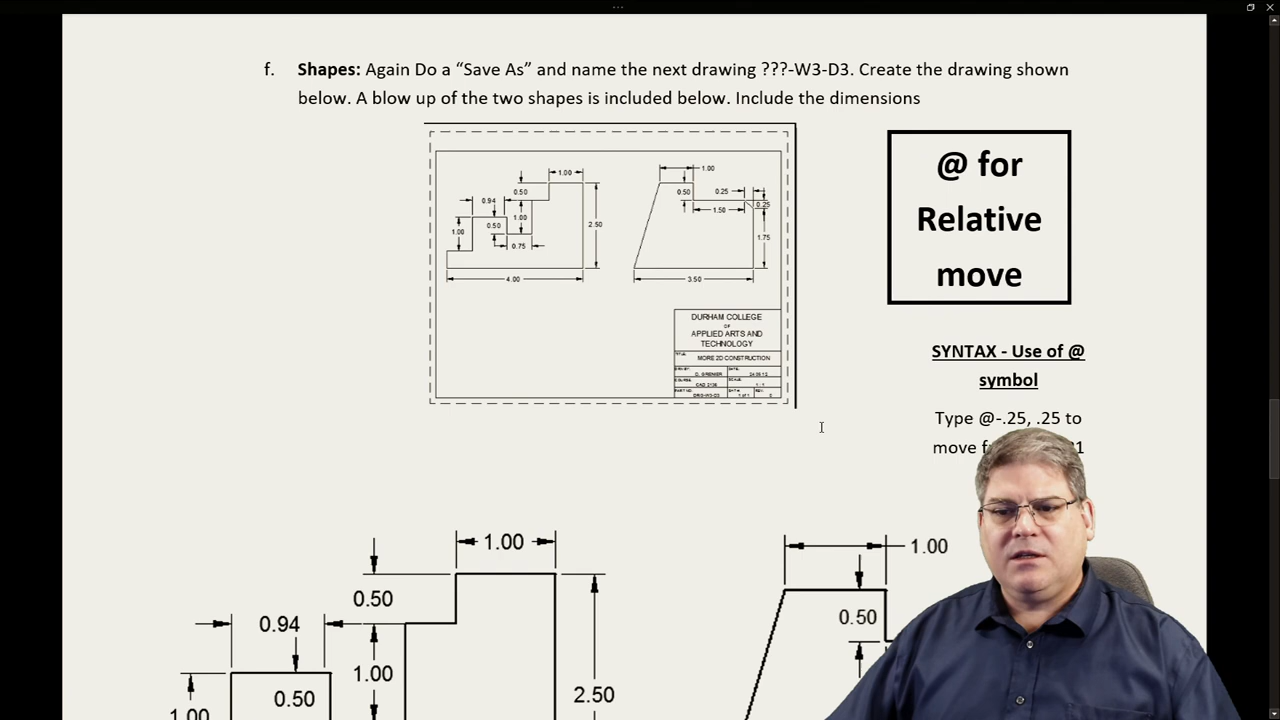 f. Shapes: Again Do a “Save As” and name the next drawing ???-W3-D3. Create the drawing shown
below. A blow up of the two shapes is included below. Include the dimensions
@ for
Relative
move
SYNTAX - Use of @
symbol
Type @-.25, .25 to
move
1.00
0.50
0.94
1.00
0.50
1.00
0.75
2.50
4.00
1.00
0.50
0.25
0.25
1.50
1.75
3.50
DURHAM COLLEGE
OF
APPLIED ARTS AND
TECHNOLOGY
MORE 2D CONSTRUCTION
1.00
0.50
0.94
1.00
0.50
2.50
1.00
1.00
0.50